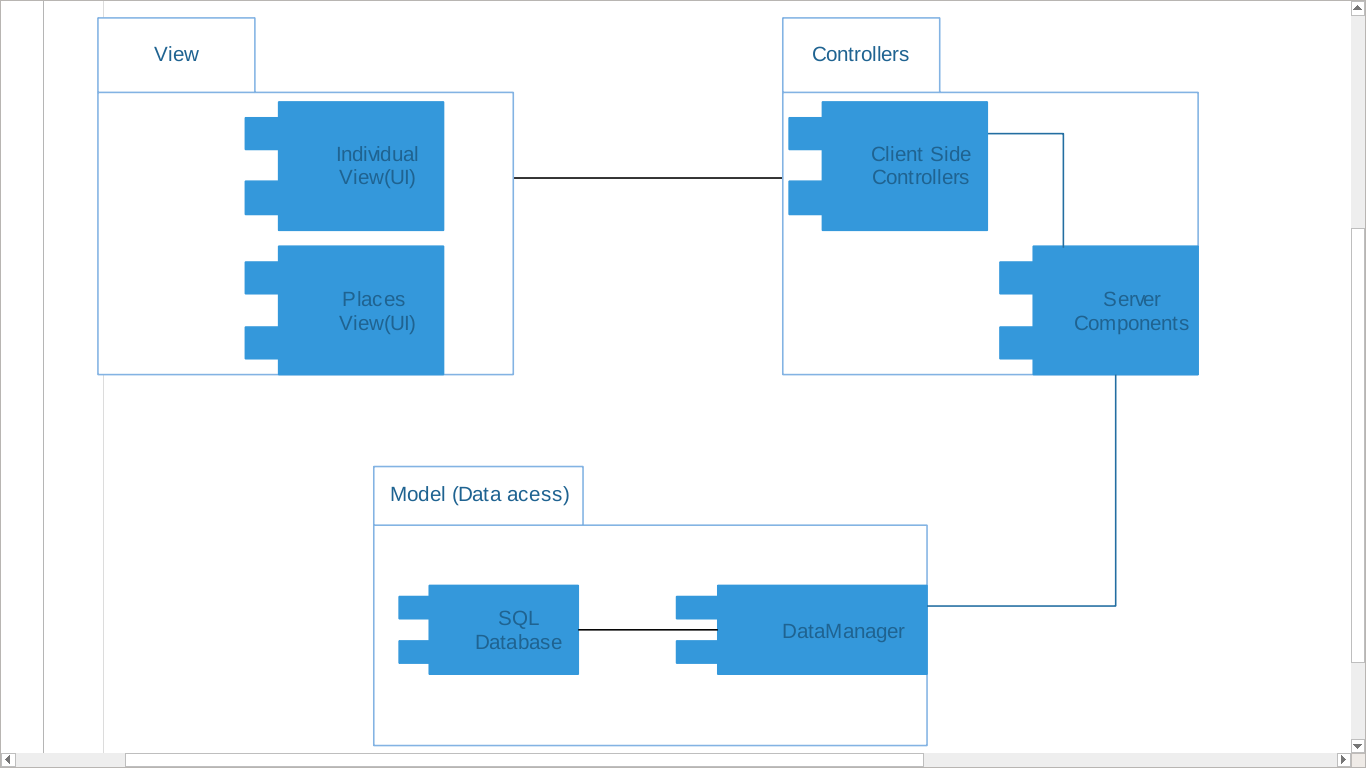 View
Controllers
Individual
View(UI)
Client Side
Controllers
Places
View(UI)
Server
Components
Model (Data acess)
SQL
Database
DataManager